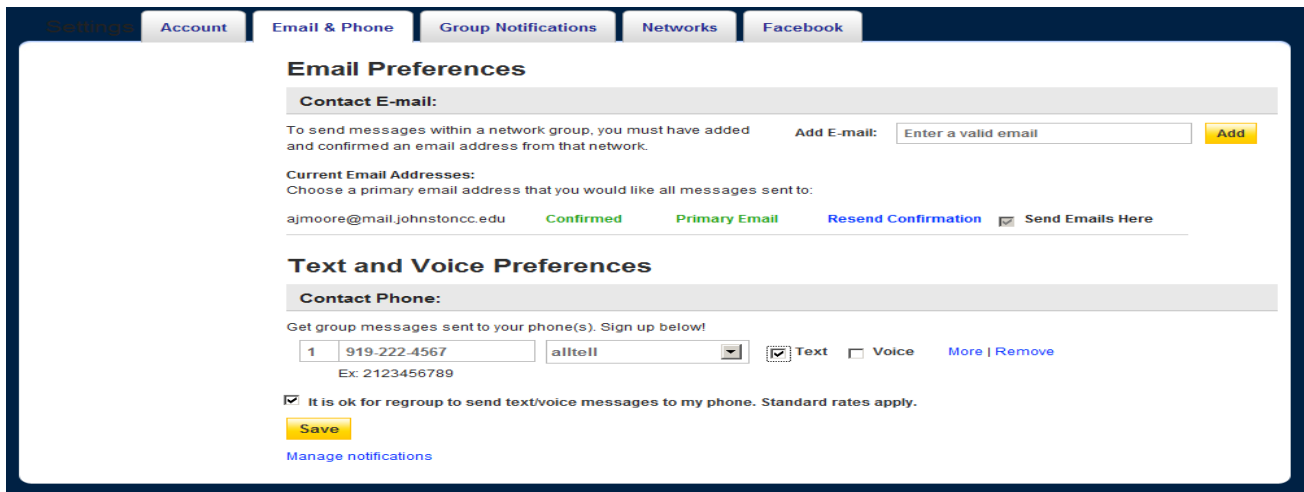 Settings Account Email & Phone Group Notifications Networks Facebook
Email Preferences
Contact E-mail:
To send messages within a network group, you must have added
and confirmed an email address from that network.
Add E-mail: Enter a valid email Add
Current Email Addresses:
Choose a primary email address that you would like all messages sent to:
ajmoore@mail.johnstoncc.edu Confirmed Primary Email Resend Confirmation Send Emails Here
Text and Voice Preferences
Contact Phone:
Get group messages sent to your phone(s). Sign up below!
1 919-222-4567 alltell Text Voice More | Remove
Ex: 2123456789
It is ok for regroup to send text/voice messages to my phone. Standard rates apply.
Save
Manage notifications